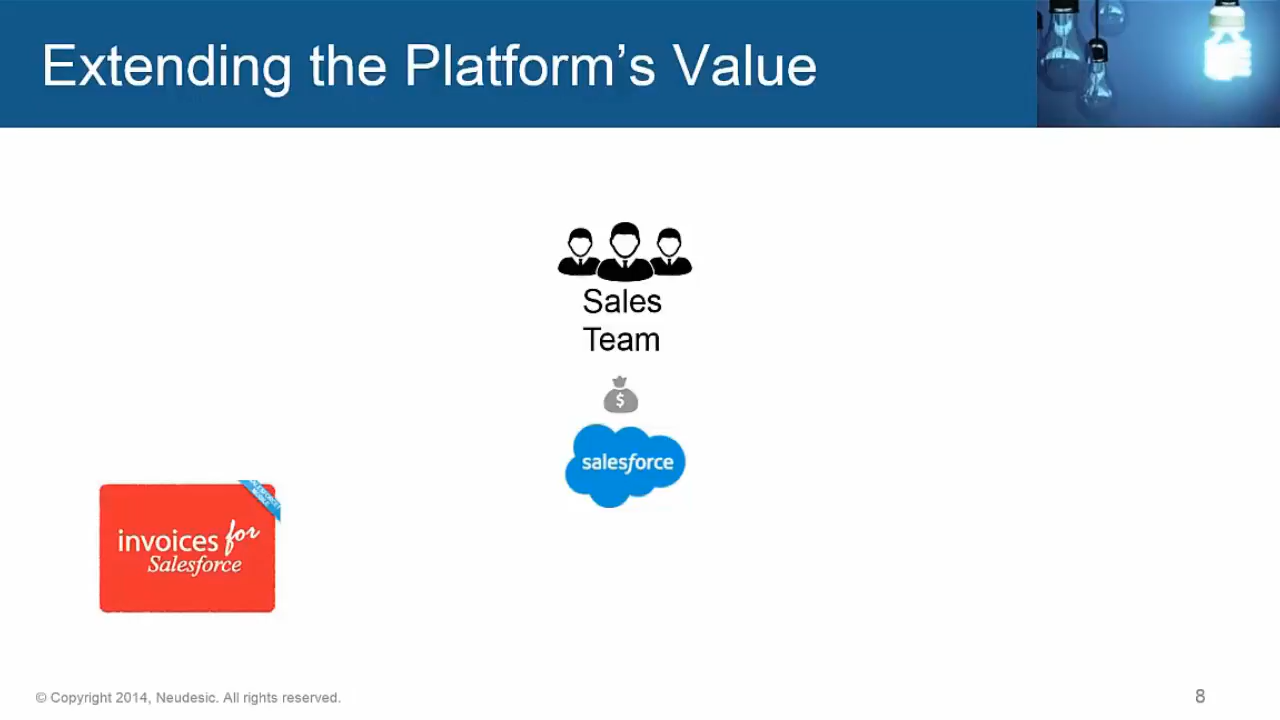 Extending the Platform’s Value
Sales
Team
$
salesforce
invoices for
Salesforce
© Copyright 2014, Neudesic. All rights reserved.
8